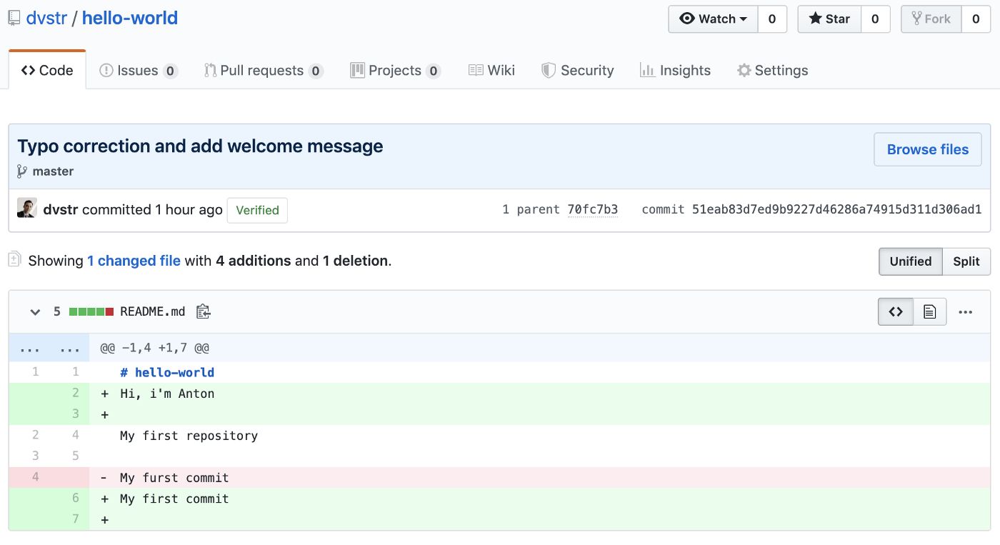 dvstr / hello-world
Watch 0 Star 0 Fork 0
Code Issues 0 Pull requests 0 Projects 0 Wiki Security Insights Settings
Typo correction and add welcome message
Browse files
master
dvstr committed 1 hour ago Verified 1 parent 70fc7b3 commit 51eab83d7ed9b9227d46286a74915d311d306ad1
Showing 1 changed file with 4 additions and 1 deletion.
Unified Split
5 README.md
... ... @@ -1,4 +1,7 @@
1 1 # hello-world
2 + Hi, i'm Anton
3 +
2 4 My first repository
3 5
4 - My furst commit
6 + My first commit
7 +